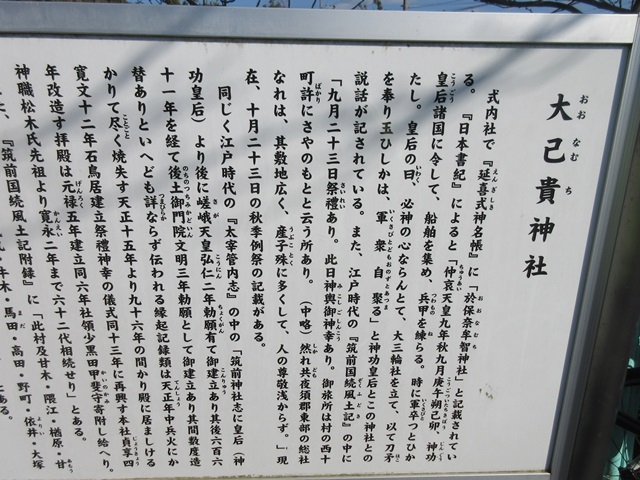 大己貴神社
式内社で『延喜式神名帳』に「於保奈牟智神社」と記載されてい
る。『日本書紀』によると「仲哀天皇九年秋九月庚午朔己卯、神功
皇后諸国に令して、船舶を集め、兵甲を練らる。時に軍卒つとひか
たし。皇后の曰、必神の心ならんとて、大三輪社を立て、以て刀矛
を奉り玉ひしかは、軍衆自聚る」と神功皇后とこの神社との
説話が記されている。また、江戸時代の『筑前国続風土記』の中に
「九月二十三日祭禮あり。此日神輿御神幸あり。御旅所は村の西十
町許にさやのもとと云う所あり。（中略）然れ共夜須郡東部の総社
なれは、其敷地広く、産子殊に多くして、人の尊敬浅からず。」現
在、十月二十三日の秋季例祭の記載がある。
同じく江戸時代の『太宰管内志』の中の「筑前神社志に皇后（神
功皇后）より後に嵯峨天皇弘仁二年勅願有て御建立あり其後六百六
十一年を経て後土御門院文明三年勅願として御建立あり其間数度造
替ありといへども詳ならず伝われる縁起記録類は天正年中兵火にか
かりて尽く焼失す天正十五年より九十六年の間かり殿に居ましける
寛文十二年石鳥居建立祭禮神幸の儀式同十三年に再興す本社貞享四
年改造す拝殿は元禄五年建立同六年社領少黒田甲斐守寄附し給へり。
神職松木氏先祖より寛永二年まで六十二代相続せり」とある。
『筑前国続風土記附録』に「此村及甘木・隈江・楢原・甘
・牛木・馬田・高田・野町・依井・大塚